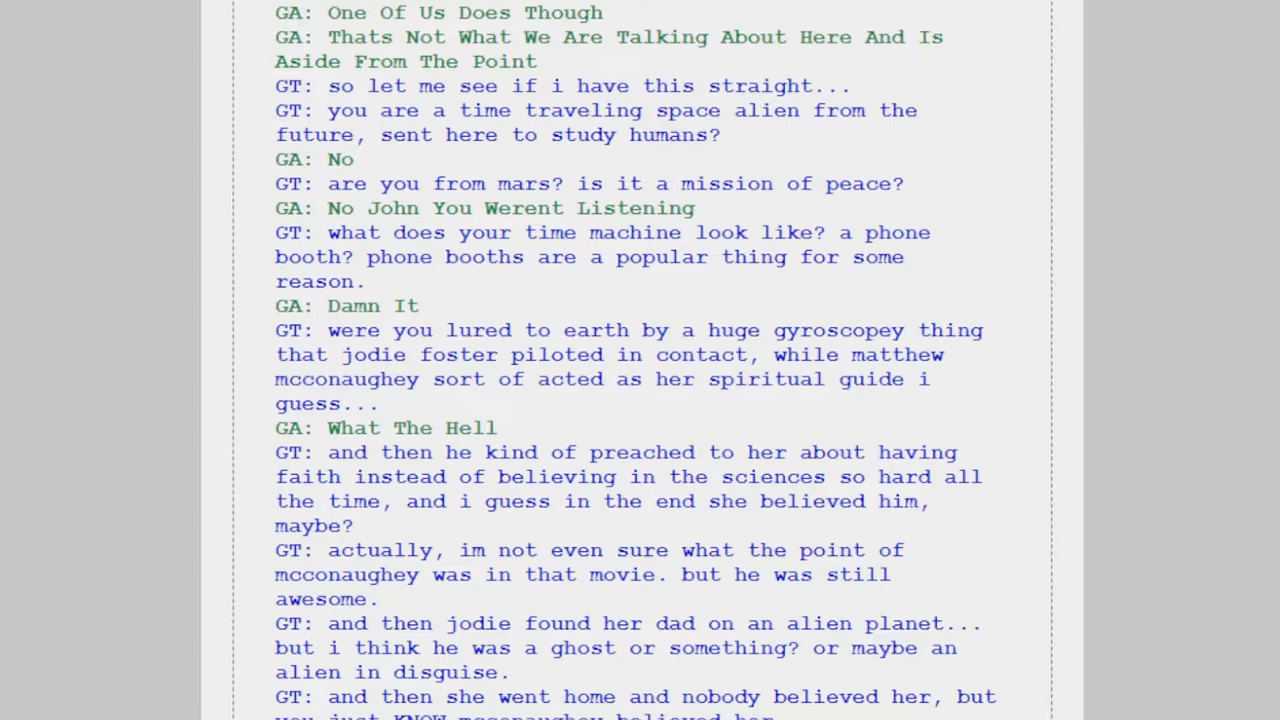 GA: One Of Us Does Though
GA: Thats Not What We Are Talking About Here And Is
Aside From The Point
GT: so let me see if i have this straight...
GT: you are a time traveling space alien from the
future, sent here to study humans?
GA: No
GT: are you from mars? is it a mission of peace?
GA: No John You Werent Listening
GT: what does your time machine look like? a phone
booth? phone booths are a popular thing for some
reason.
GA: Damn It
GT: were you lured to earth by a huge gyroscopey thing
that jodie foster piloted in contact, while matthew
mcconaughey sort of acted as her spiritual guide i
guess...
GA: What The Hell
GT: and then he kind of preached to her about having
faith instead of believing in the sciences so hard all
the time, and i guess in the end she believed him,
maybe?
GT: actually, im not even sure what the point of
mcconaughey was in that movie. but he was still
awesome.
GT: and then jodie found her dad on an alien planet...
but i think he was a ghost or something? or maybe an
alien in disguise.
GT: and then she went home and nobody believed her, but
you just KNOW mcconaughey believed her.